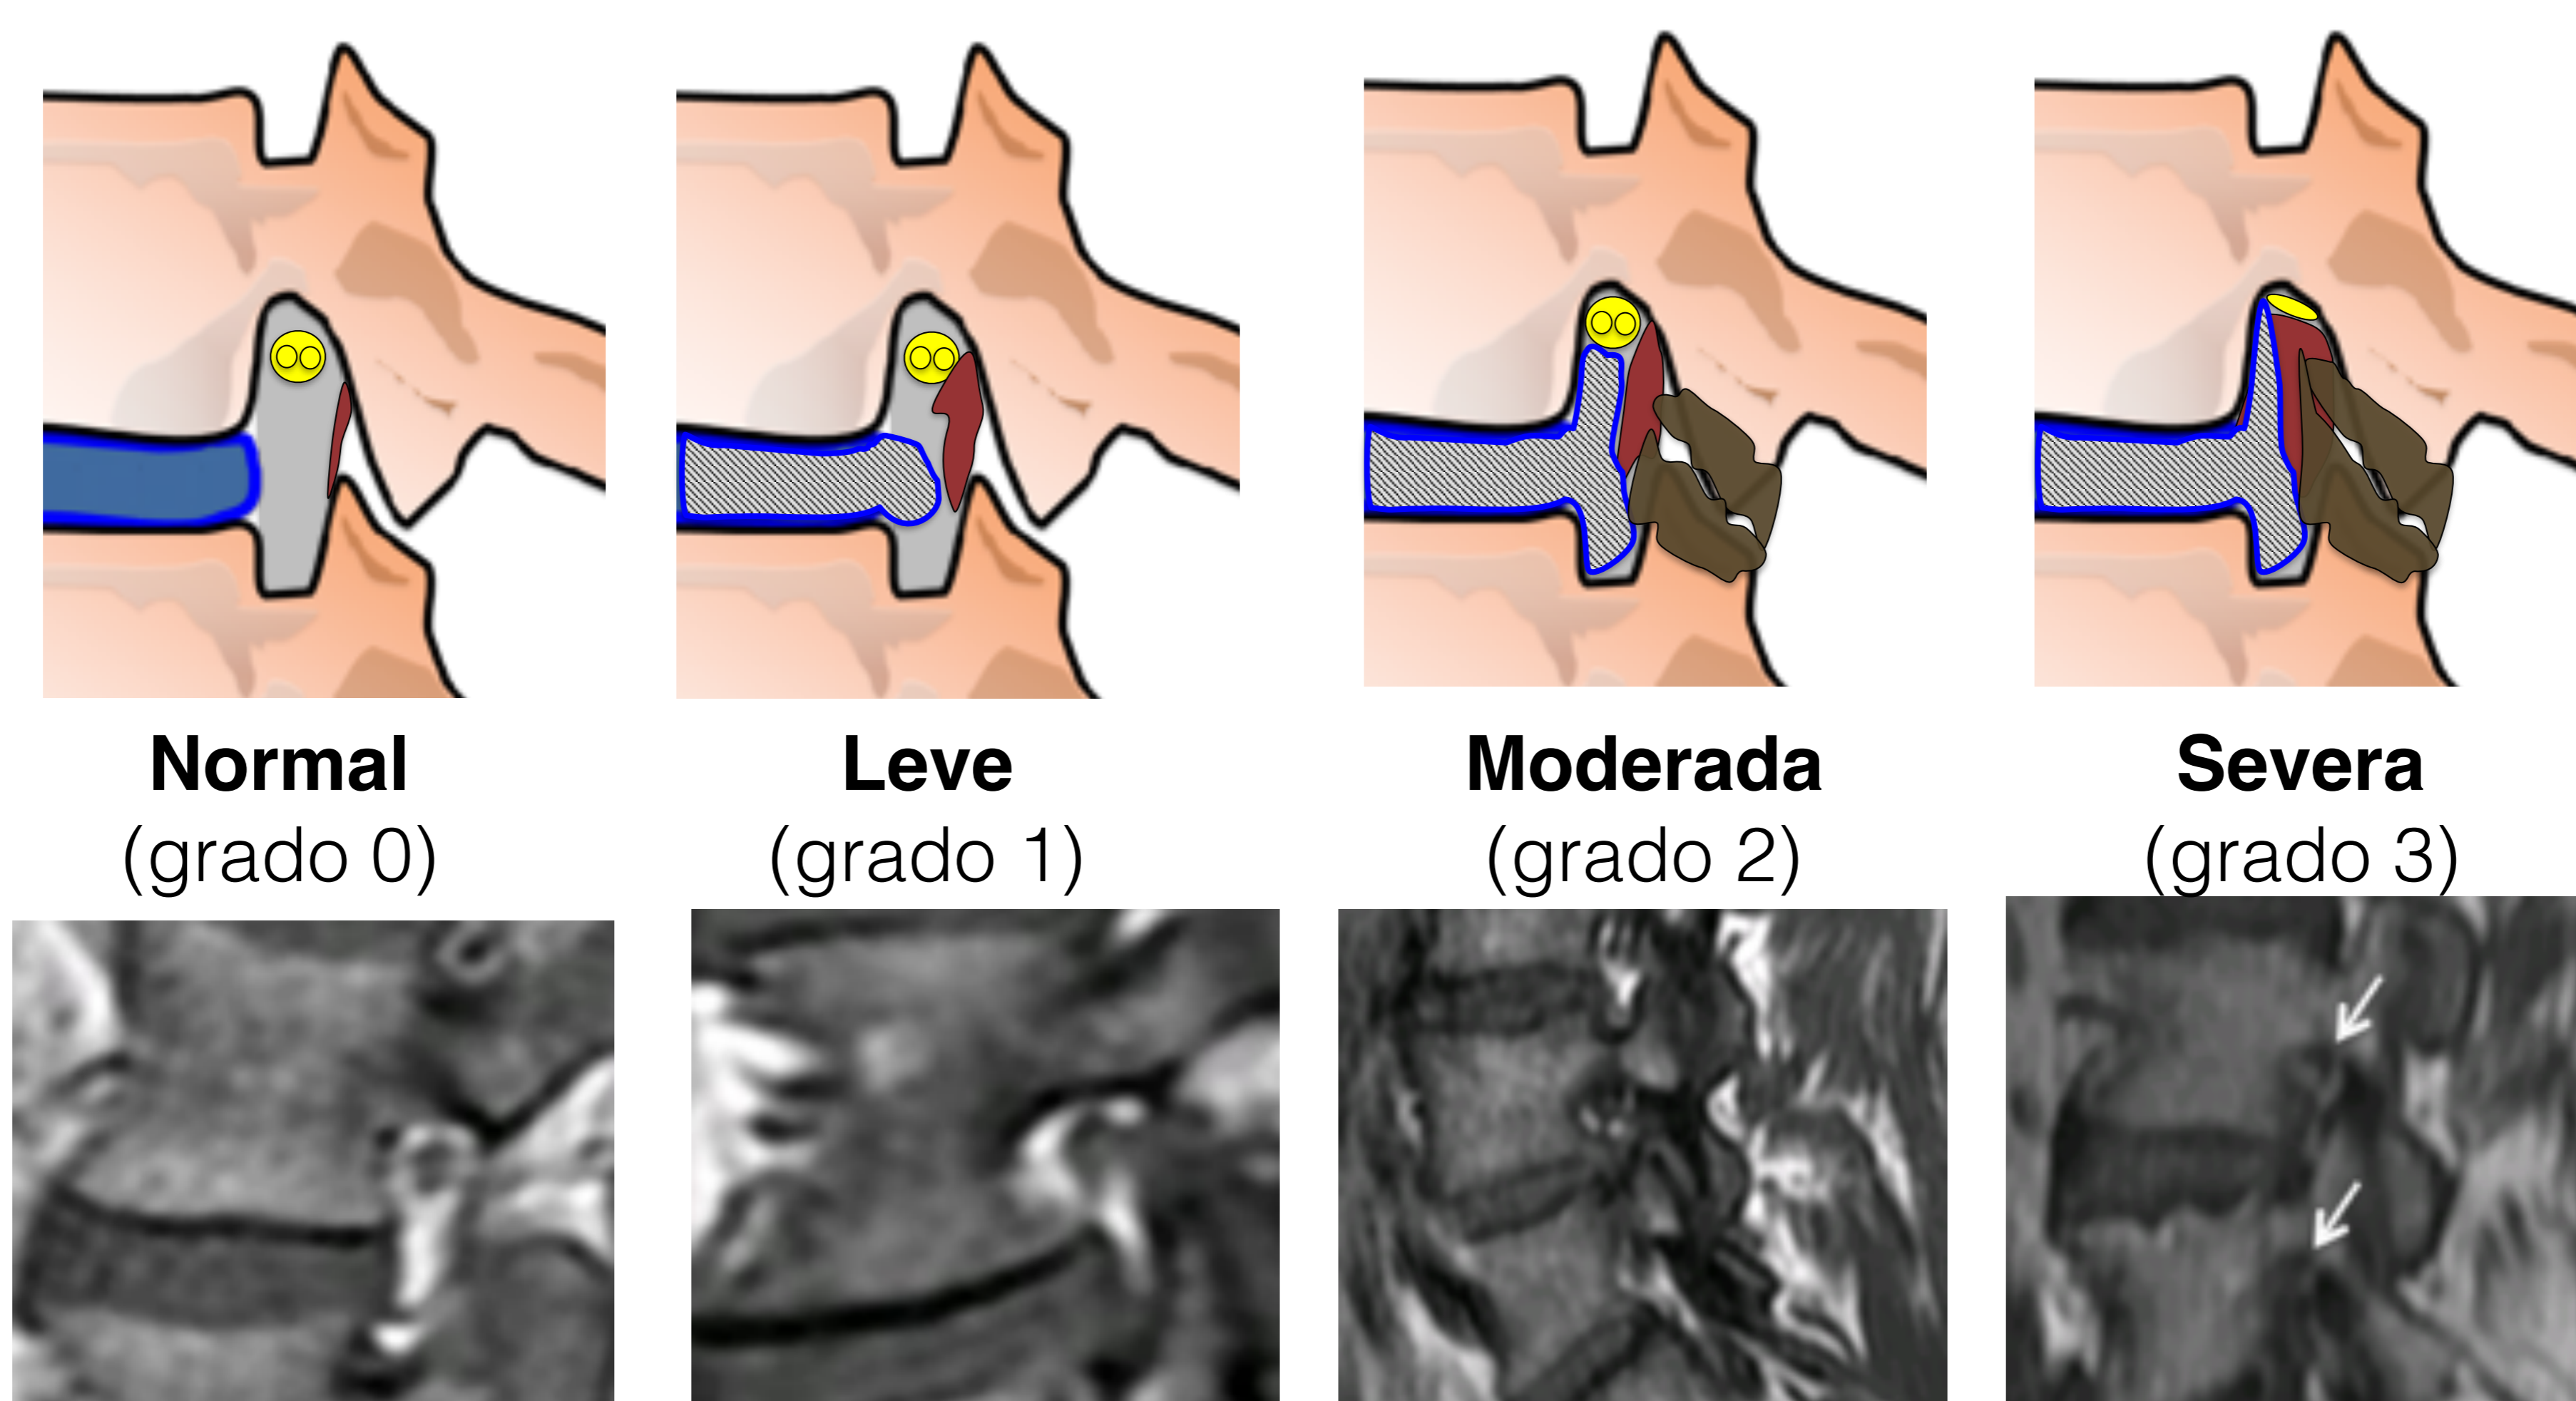 Normal
(grado 0)
Leve
(grado 1)
Moderada
(grado 2)
Severa
(grado 3)